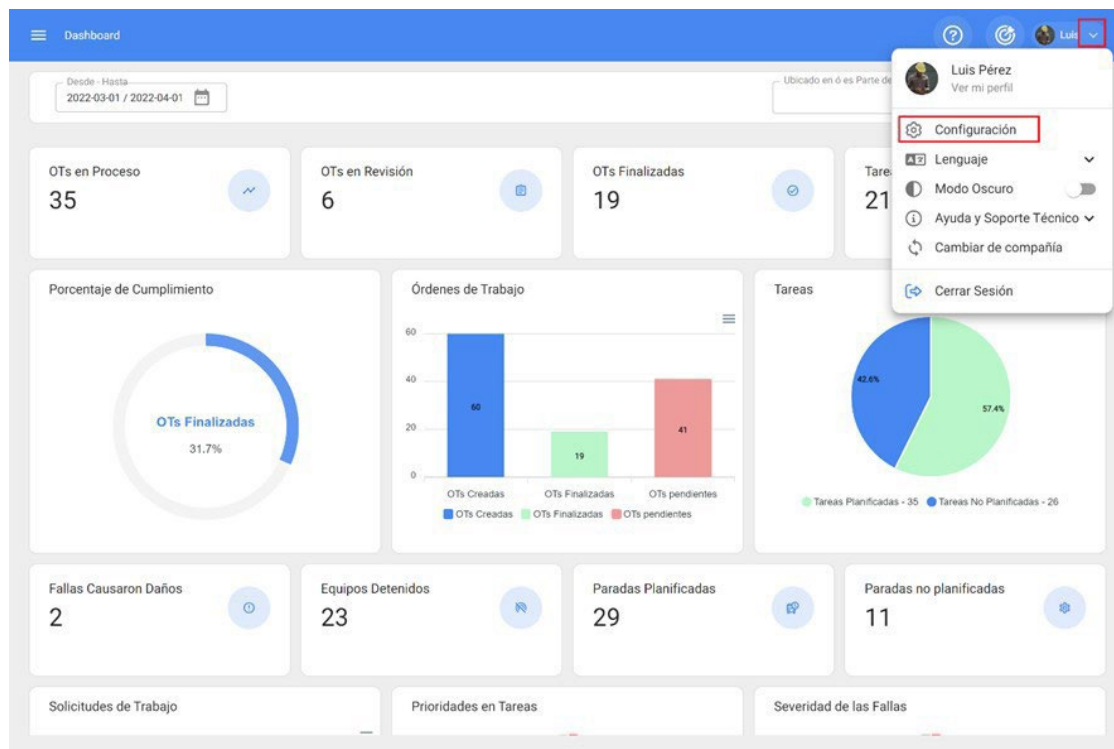 Dashboard
Luis
Desde - Hasta
2022-03-01 / 2022-04-01
Ubicado en ó es Parte de
Luis Pérez
Ver mi perfil
Configuración
Lenguaje
Modo Oscuro
Ayuda y Soporte Técnico
Cambiar de compañía
Cerrar Sesión
OTs en Proceso
35
OTs en Revisión
6
OTs Finalizadas
19
21
Porcentaje de Cumplimiento
OTs Finalizadas
31.7%
Órdenes de Trabajo
60
40
20
0
60
19
41
OTs Creadas OTs Finalizadas OTs pendientes
OTs Creadas OTs Finalizadas OTs pendientes
Tareas
42.6%
57.4%
Tareas Planificadas - 35 Tareas No Planificadas - 26
Fallas Causaron Daños
2
Equipos Detenidos
23
Paradas Planificadas
29
Paradas no planificadas
11
Solicitudes de Trabajo
Prioridades en Tareas
Severidad de las Fallas